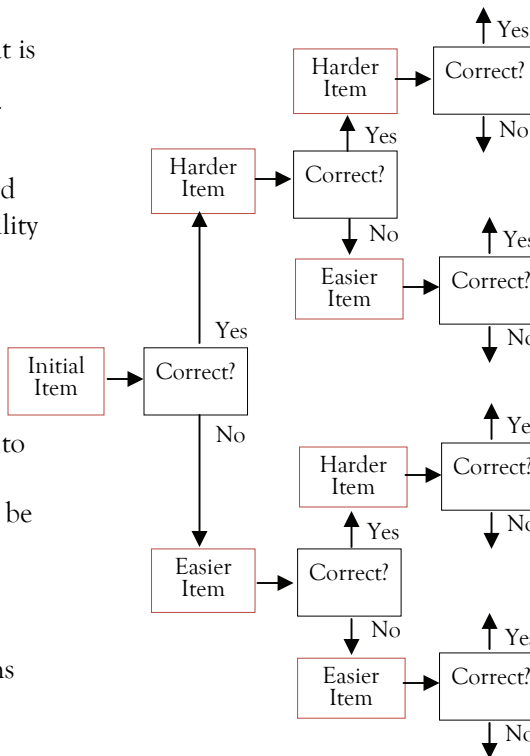 t is
d
lity
to
be
ns
Initial
Item
Correct?
Yes
No
Harder
Item
Correct?
Yes
No
Harder
Item
Correct?
Yes
No
Easier
Item
Correct?
Yes
No
Easier
Item
Correct?
Yes
No
Harder
Item
Correct?
Ye
No
Easier
Item
Correct?
Yes
No